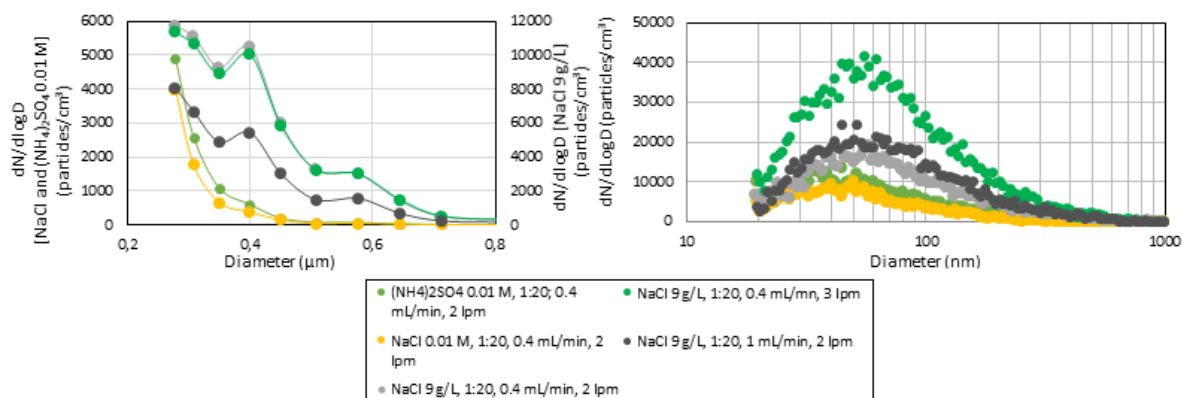 dN/dlogD
[NaCl and (NH₄)₂SO₄ 0.01 M]
(particles/cm³)
6000
5000
4000
3000
2000
1000
0
0,2
0,4
0,6
0,8
Diameter (µm)
12000
10000
8000
6000
4000
2000
0
dN/dlogD [NaCl 9 g/L]
(particles/cm³)
dN/dLogD (particles/cm³)
50000
40000
30000
20000
10000
0
10
100
1000
Diameter (nm)
(NH4)2SO4 0.01 M, 1:20; 0.4
mL/min, 2 lpm
NaCl 0.01 M, 1:20, 0.4 mL/min, 2
lpm
NaCl 9 g/L, 1:20, 0.4 mL/min, 2 lpm
NaCl 9 g/L, 1:20, 0.4 mL/mn, 3 lpm
NaCl 9 g/L, 1:20, 1 mL/min, 2 lpm